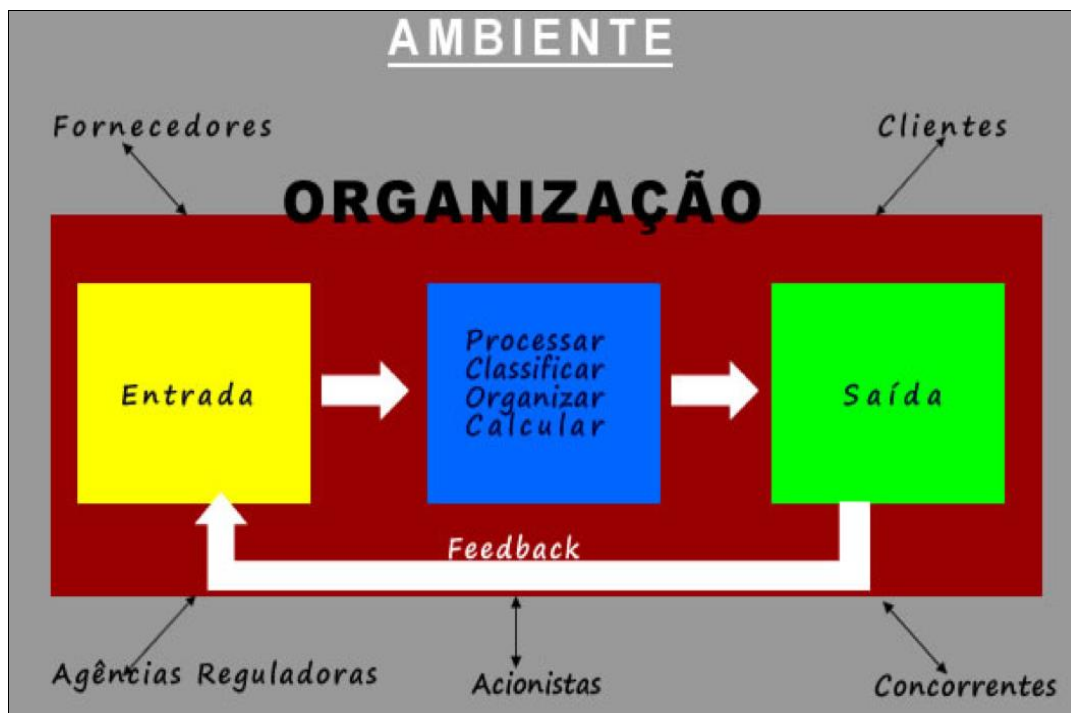 AMBIENTE
Fornecedores
Clientes
ORGANIZAÇÃO
Entrada
Processar
Classificar
Organizar
Calcular
Saída
Feedback
Agências Reguladoras
Acionistas
Concorrentes